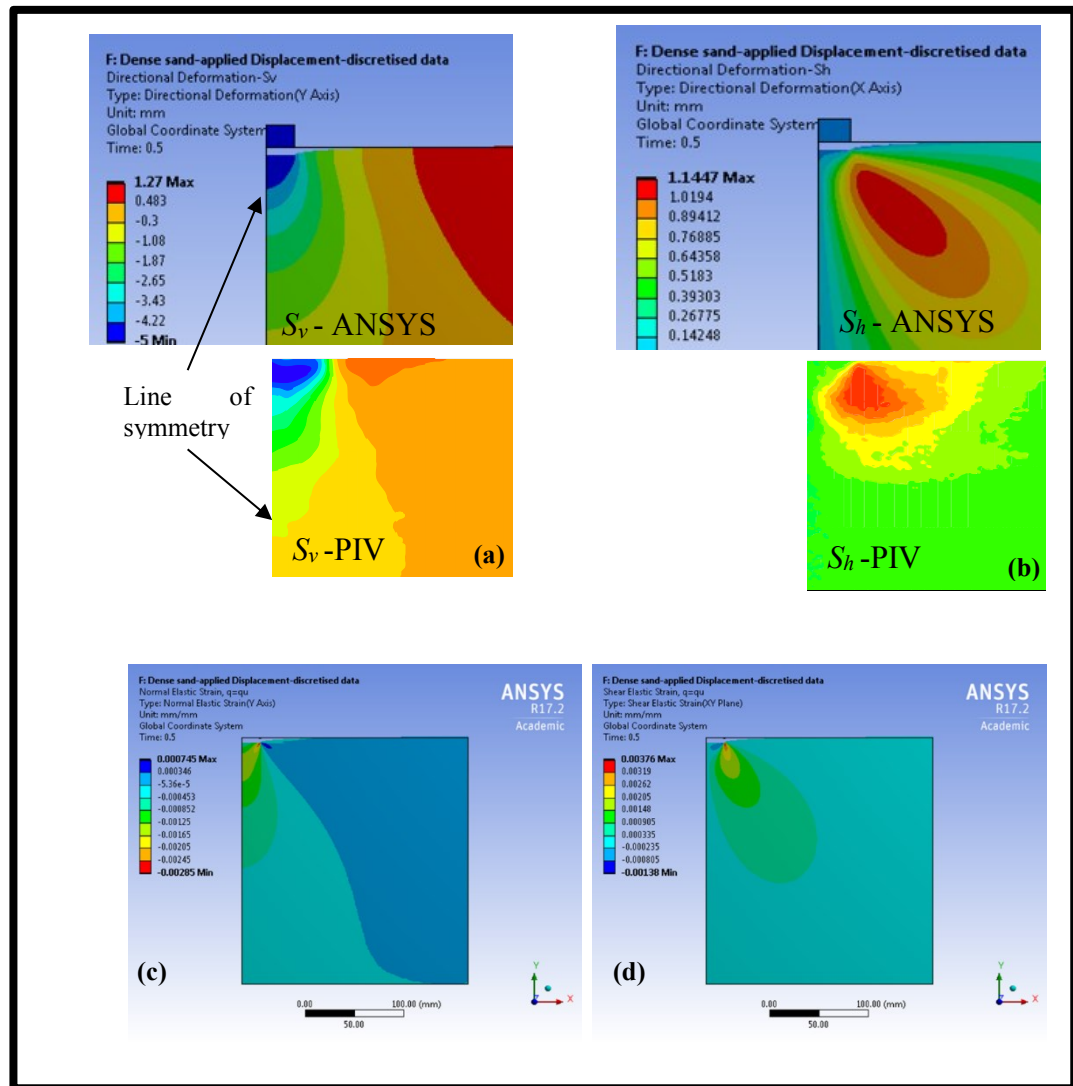 F: Dense sand-applied Displacement-discretised data
Directional Deformation-Sv
Type: Directional Deformation(Y Axis)
Unit: mm
Global Coordinate System
Time: 0.5
1.27 Max
0.483
-0.3
-1.08
-1.87
-2.65
-3.43
-4.22
-5 Min
Sv - ANSYS
F: Dense sand-applied Displacement-discretised data
Directional Deformation-Sh
Type: Directional Deformation(X Axis)
Unit: mm
Global Coordinate System
Time: 0.5
1.1447 Max
1.0194
0.89412
0.76885
0.64358
0.5183
0.39303
0.26775
0.14248
Sh - ANSYS
Line of
symmetry
Sv -PIV
(a)
Sh -PIV
(b)
F: Dense sand-applied Displacement-discretised data
Normal Elastic Strain, q=qu
Type: Normal Elastic Strain(Y Axis)
Unit: mm/mm
Global Coordinate System
Time: 0.5
ANSYS
R17.2
Academic
0.000745 Max
0.000346
-5.36e-5
-0.000453
-0.000852
-0.00125
-0.00165
-0.00205
-0.00245
-0.00285 Min
(c)
0.00
100.00 (mm)
50.00
Y
X
F: Dense sand-applied Displacement-discretised data
Shear Elastic Strain, q=qu
Type: Shear Elastic Strain(XY Plane)
Unit: mm/mm
Global Coordinate System
Time: 0.5
ANSYS
R17.2
Academic
0.00376 Max
0.00319
0.00262
0.00205
0.00148
0.000905
0.000335
-0.000235
-0.000805
-0.00138 Min
(d)
0.00
100.00 (mm)
50.00
Y
X